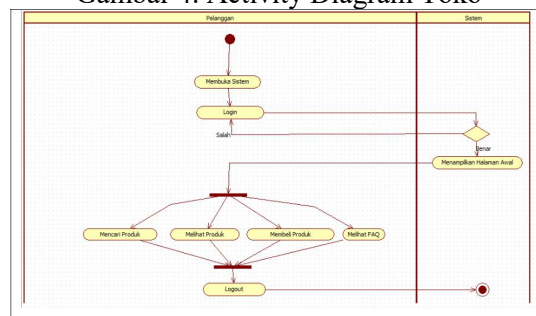 Gambar 4. Activity Diagram Toko
Pelanggan
Sistem
Membuka Sistem
Login
Salah
Benar
Menampilkan Halaman Awal
Mencari Produk
Melihat Produk
Membeli Produk
Melihat FAQ
Logout